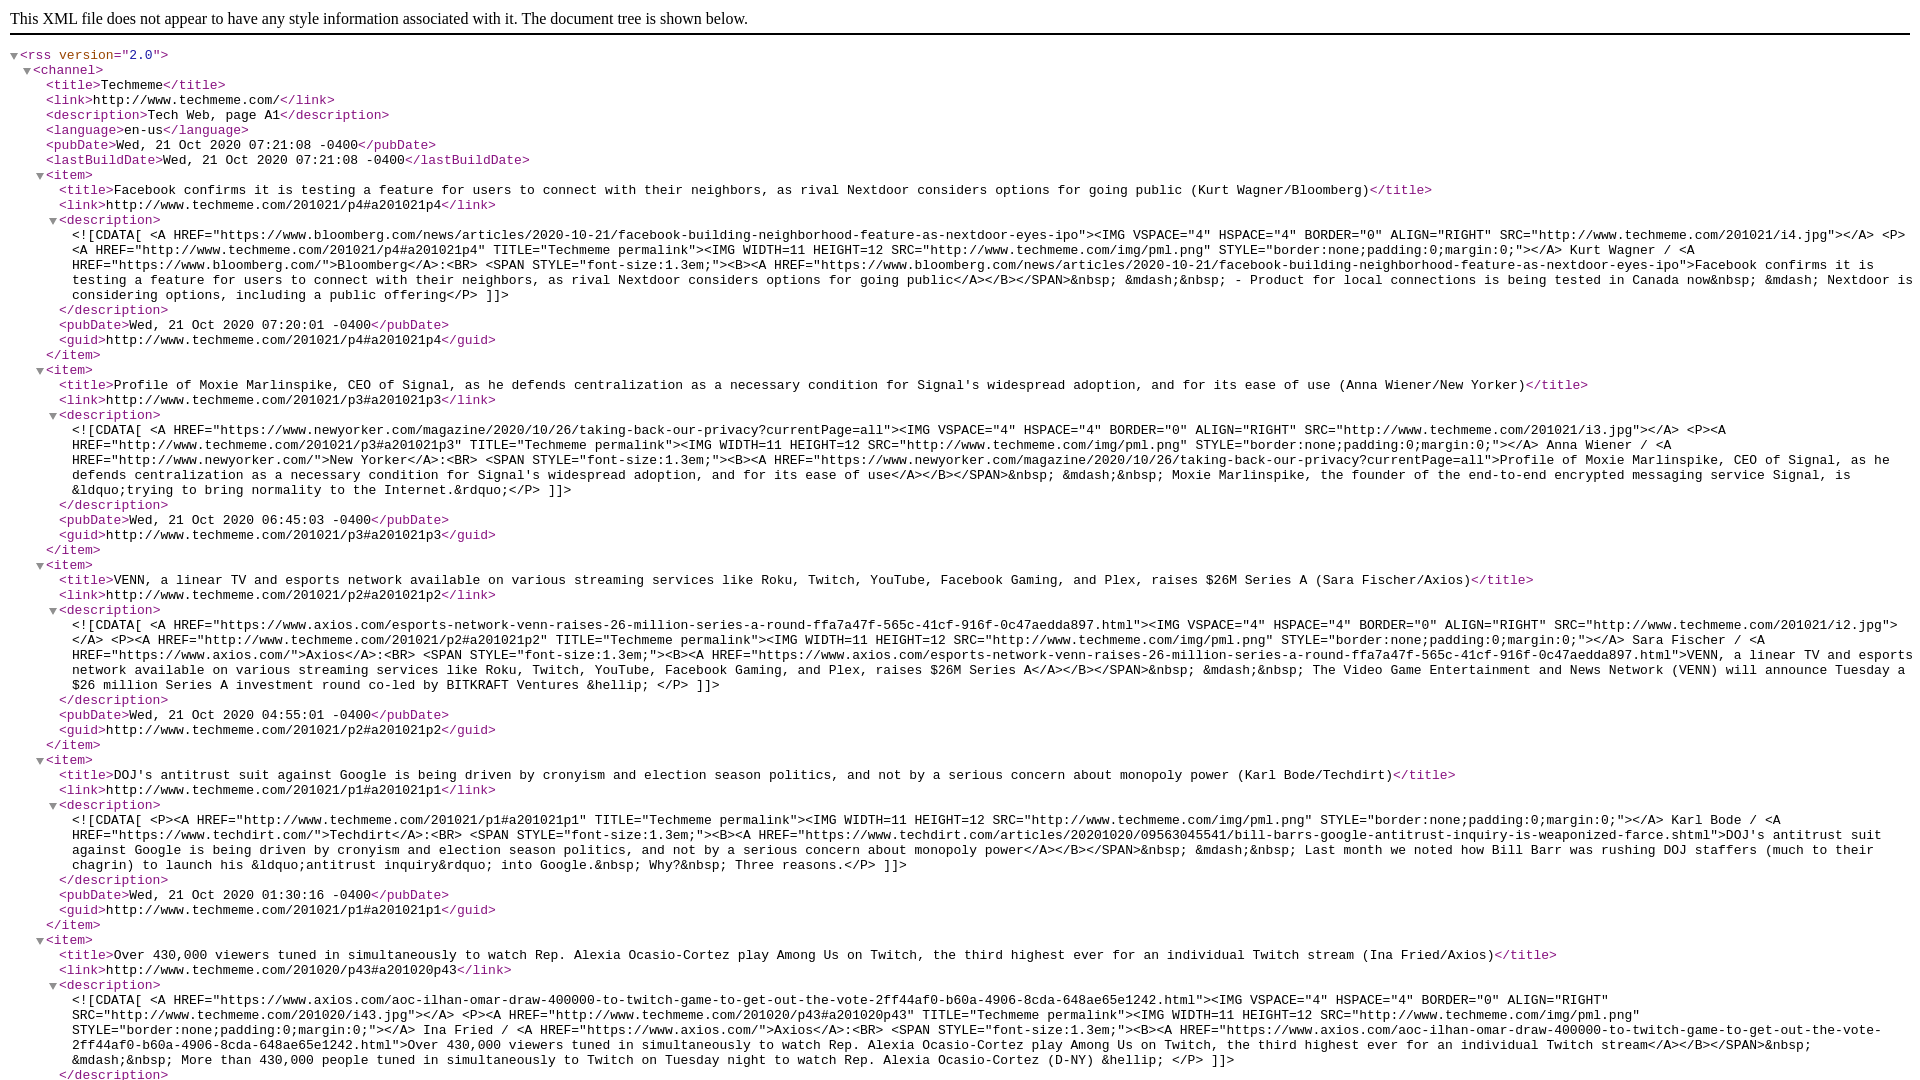 This XML file does not appear to have any style information associated with it. The document tree is shown below.
<rss version="2.0">
<channel>
<title>Techmeme</title>
<link>http://www.techmeme.com/</link>
<description>Tech Web, page A1</description>
<language>en-us</language>
<pubDate>Wed, 21 Oct 2020 07:21:08 -0400</pubDate>
<lastBuildDate>Wed, 21 Oct 2020 07:21:08 -0400</lastBuildDate>
<item>
<title>Facebook confirms it is testing a feature for users to connect with their neighbors, as rival Nextdoor considers options for going public (Kurt Wagner/Bloomberg)</title>
<link>http://www.techmeme.com/201021/p4#a201021p4</link>
<description>
<![CDATA[ <A HREF="https://www.bloomberg.com/news/articles/2020-10-21/facebook-building-neighborhood-feature-as-nextdoor-eyes-ipo"><IMG VSPACE="4" HSPACE="4" BORDER="0" ALIGN="RIGHT" SRC="http://www.techmeme.com/201021/i4.jpg"></A> <P>
<A HREF="http://www.techmeme.com/201021/p4#a201021p4" TITLE="Techmeme permalink"><IMG WIDTH=11 HEIGHT=12 SRC="http://www.techmeme.com/img/pml.png" STYLE="border:none;padding:0;margin:0;"></A> Kurt Wagner / <A
HREF="https://www.bloomberg.com/">Bloomberg</A>:<BR> <SPAN STYLE="font-size:1.3em;"><B><A HREF="https://www.bloomberg.com/news/articles/2020-10-21/facebook-building-neighborhood-feature-as-nextdoor-eyes-ipo">Facebook confirms it is
testing a feature for users to connect with their neighbors, as rival Nextdoor considers options for going public</A></B></SPAN>&nbsp; &mdash;&nbsp; - Product for local connections is being tested in Canada now&nbsp; &mdash; Nextdoor is
considering options, including a public offering</P> ]]>
</description>
<pubDate>Wed, 21 Oct 2020 07:20:01 -0400</pubDate>
<guid>http://www.techmeme.com/201021/p4#a201021p4</guid>
</item>
<item>
<title>Profile of Moxie Marlinspike, CEO of Signal, as he defends centralization as a necessary condition for Signal's widespread adoption, and for its ease of use (Anna Wiener/New Yorker)</title>
<link>http://www.techmeme.com/201021/p3#a201021p3</link>
<description>
<![CDATA[ <A HREF="https://www.newyorker.com/magazine/2020/10/26/taking-back-our-privacy?currentPage=all"><IMG VSPACE="4" HSPACE="4" BORDER="0" ALIGN="RIGHT" SRC="http://www.techmeme.com/201021/i3.jpg"></A> <P><A
HREF="http://www.techmeme.com/201021/p3#a201021p3" TITLE="Techmeme permalink"><IMG WIDTH=11 HEIGHT=12 SRC="http://www.techmeme.com/img/pml.png" STYLE="border:none;padding:0;margin:0;"></A> Anna Wiener / <A
HREF="http://www.newyorker.com/">New Yorker</A>:<BR> <SPAN STYLE="font-size:1.3em;"><B><A HREF="https://www.newyorker.com/magazine/2020/10/26/taking-back-our-privacy?currentPage=all">Profile of Moxie Marlinspike, CEO of Signal, as he
defends centralization as a necessary condition for Signal's widespread adoption, and for its ease of use</A></B></SPAN>&nbsp; &mdash;&nbsp; Moxie Marlinspike, the founder of the end-to-end encrypted messaging service Signal, is
&ldquo;trying to bring normality to the Internet.&rdquo;</P> ]]>
</description>
<pubDate>Wed, 21 Oct 2020 06:45:03 -0400</pubDate>
<guid>http://www.techmeme.com/201021/p3#a201021p3</guid>
</item>
<item>
<title>VENN, a linear TV and esports network available on various streaming services like Roku, Twitch, YouTube, Facebook Gaming, and Plex, raises $26M Series A (Sara Fischer/Axios)</title>
<link>http://www.techmeme.com/201021/p2#a201021p2</link>
<description>
<![CDATA[ <A HREF="https://www.axios.com/esports-network-venn-raises-26-million-series-a-round-ffa7a47f-565c-41cf-916f-0c47aedda897.html"><IMG VSPACE="4" HSPACE="4" BORDER="0" ALIGN="RIGHT" SRC="http://www.techmeme.com/201021/i2.jpg">
</A> <P><A HREF="http://www.techmeme.com/201021/p2#a201021p2" TITLE="Techmeme permalink"><IMG WIDTH=11 HEIGHT=12 SRC="http://www.techmeme.com/img/pml.png" STYLE="border:none;padding:0;margin:0;"></A> Sara Fischer / <A
HREF="https://www.axios.com/">Axios</A>:<BR> <SPAN STYLE="font-size:1.3em;"><B><A HREF="https://www.axios.com/esports-network-venn-raises-26-million-series-a-round-ffa7a47f-565c-41cf-916f-0c47aedda897.html">VENN, a linear TV and esports
network available on various streaming services like Roku, Twitch, YouTube, Facebook Gaming, and Plex, raises $26M Series A</A></B></SPAN>&nbsp; &mdash;&nbsp; The Video Game Entertainment and News Network (VENN) will announce Tuesday a
$26 million Series A investment round co-led by BITKRAFT Ventures &hellip; </P> ]]>
</description>
<pubDate>Wed, 21 Oct 2020 04:55:01 -0400</pubDate>
<guid>http://www.techmeme.com/201021/p2#a201021p2</guid>
</item>
<item>
<title>DOJ's antitrust suit against Google is being driven by cronyism and election season politics, and not by a serious concern about monopoly power (Karl Bode/Techdirt)</title>
<link>http://www.techmeme.com/201021/p1#a201021p1</link>
<description>
<![CDATA[ <P><A HREF="http://www.techmeme.com/201021/p1#a201021p1" TITLE="Techmeme permalink"><IMG WIDTH=11 HEIGHT=12 SRC="http://www.techmeme.com/img/pml.png" STYLE="border:none;padding:0;margin:0;"></A> Karl Bode / <A
HREF="https://www.techdirt.com/">Techdirt</A>:<BR> <SPAN STYLE="font-size:1.3em;"><B><A HREF="https://www.techdirt.com/articles/20201020/09563045541/bill-barrs-google-antitrust-inquiry-is-weaponized-farce.shtml">DOJ's antitrust suit
against Google is being driven by cronyism and election season politics, and not by a serious concern about monopoly power</A></B></SPAN>&nbsp; &mdash;&nbsp; Last month we noted how Bill Barr was rushing DOJ staffers (much to their
chagrin) to launch his &ldquo;antitrust inquiry&rdquo; into Google.&nbsp; Why?&nbsp; Three reasons.</P> ]]>
</description>
<pubDate>Wed, 21 Oct 2020 01:30:16 -0400</pubDate>
<guid>http://www.techmeme.com/201021/p1#a201021p1</guid>
</item>
<item>
<title>Over 430,000 viewers tuned in simultaneously to watch Rep. Alexia Ocasio-Cortez play Among Us on Twitch, the third highest ever for an individual Twitch stream (Ina Fried/Axios)</title>
<link>http://www.techmeme.com/201020/p43#a201020p43</link>
<description>
<![CDATA[ <A HREF="https://www.axios.com/aoc-ilhan-omar-draw-400000-to-twitch-game-to-get-out-the-vote-2ff44af0-b60a-4906-8cda-648ae65e1242.html"><IMG VSPACE="4" HSPACE="4" BORDER="0" ALIGN="RIGHT"
SRC="http://www.techmeme.com/201020/i43.jpg"></A> <P><A HREF="http://www.techmeme.com/201020/p43#a201020p43" TITLE="Techmeme permalink"><IMG WIDTH=11 HEIGHT=12 SRC="http://www.techmeme.com/img/pml.png"
STYLE="border:none;padding:0;margin:0;"></A> Ina Fried / <A HREF="https://www.axios.com/">Axios</A>:<BR> <SPAN STYLE="font-size:1.3em;"><B><A HREF="https://www.axios.com/aoc-ilhan-omar-draw-400000-to-twitch-game-to-get-out-the-vote-
2ff44af0-b60a-4906-8cda-648ae65e1242.html">Over 430,000 viewers tuned in simultaneously to watch Rep. Alexia Ocasio-Cortez play Among Us on Twitch, the third highest ever for an individual Twitch stream</A></B></SPAN>&nbsp;
&mdash;&nbsp; More than 430,000 people tuned in simultaneously to Twitch on Tuesday night to watch Rep. Alexia Ocasio-Cortez (D-NY) &hellip; </P> ]]>
</description>